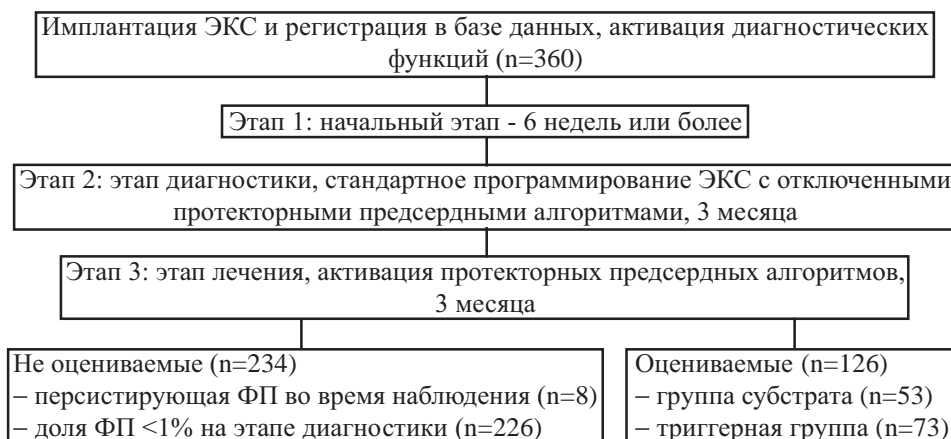 Имплантация ЭКС и регистрация в базе данных, активация диагностических
функций (n=360)
Этап 1: начальный этап - 6 недель или более
Этап 2: этап диагностики, стандартное программирование ЭКС с отключенными
протекторными предсердными алгоритмами, 3 месяца
Этап 3: этап лечения, активация протекторных предсердных алгоритмов,
3 месяца
Не оцениваемые (n=234)
– персистирующая ФП во время наблюдения (n=8)
– доля ФП <1% на этапе диагностики (n=226)
Оцениваемые (n=126)
– группа субстрата (n=53)
– триггерная группа (n=73)